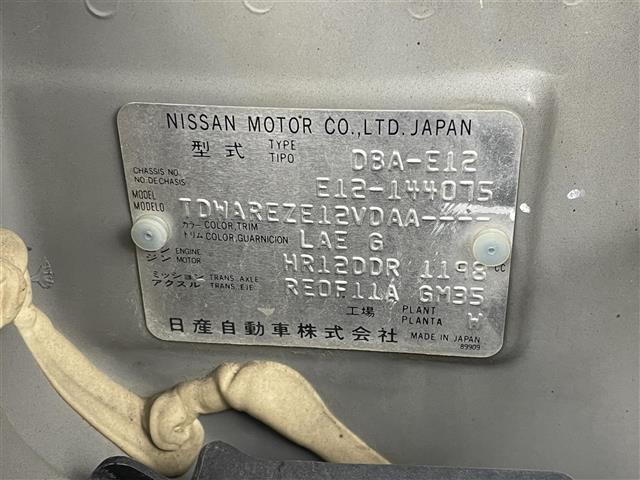 NISSAN MOTOR CO.,LTD. JAPAN
型式 TYPE TIPO DBA-E12
CHASSIS NO. NO.DECHASIS E12-144075
MODEL MODELO TDWAREZE12VDAA----
カラー COLOR,TRIM
トリム COLOR,GUARNICION LAE G
ENGINE
ジン MOTOR HR12DDR 1198 CC
ミッション TRANS.AXLE
アクスル TRANS.EJE. RE0F11A GM35
工場 PLANT PLANTA W
日産自動車株式会社 MADE IN JAPAN
89909